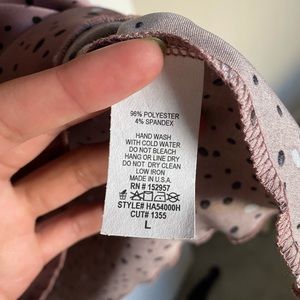 96% POLYESTER
4% SPANDEX
HAND WASH
WITH COLD WATER
DO NOT BLEACH
HANG OR LINE DRY
DO NOT DRY CLEAN
LOW IRON
MADE IN U.S.A.
RN # 152957
STYLE# HA54000H
CUT# 1355
L